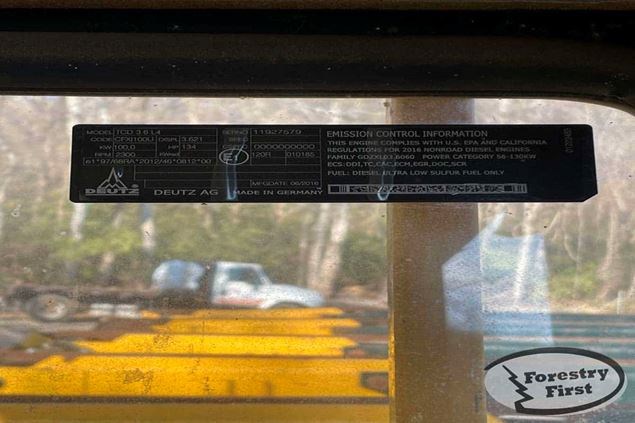 MODEL TCD 3.6 L4
CODE DISPL 3.621
KW 100,0 HP 134
RPM 2300
61*97/68RA*2012/46*0812*00
SERNO 11927579
0000000000
E1 120R 010185
MFGDATE 06/2016
DEUTZ
DEUTZ AG MADE IN GERMANY
EMISSION CONTROL INFORMATION
THIS ENGINE COMPLIES WITH U.S. EPA AND CALIFORNIA
REGULATIONS FOR 2016 NONROAD DIESEL ENGINES
FAMILY GDZXL03.6060 POWER CATEGORY 56-130KW
ECS: DDI,TC,CAC,ECM,EGR,DOC,SCR
FUEL: DIESEL ULTRA LOW SULFUR FUEL ONLY
Forestry
First